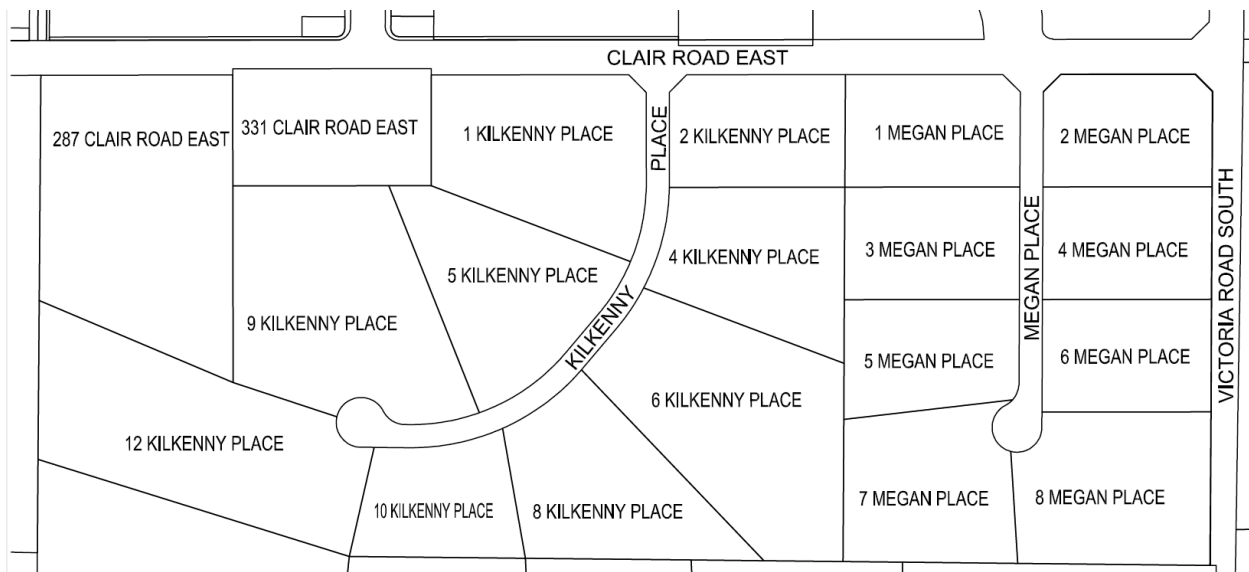 CLAIR ROAD EAST
287 CLAIR ROAD EAST
331 CLAIR ROAD EAST
1 KILKENNY PLACE
PLACE
2 KILKENNY PLACE
1 MEGAN PLACE
2 MEGAN PLACE
VICTORIA ROAD SOUTH
5 KILKENNY PLACE
4 KILKENNY PLACE
3 MEGAN PLACE
MEGAN PLACE
4 MEGAN PLACE
9 KILKENNY PLACE
KILKENNY
5 MEGAN PLACE
6 MEGAN PLACE
6 KILKENNY PLACE
12 KILKENNY PLACE
10 KILKENNY PLACE
8 KILKENNY PLACE
7 MEGAN PLACE
8 MEGAN PLACE